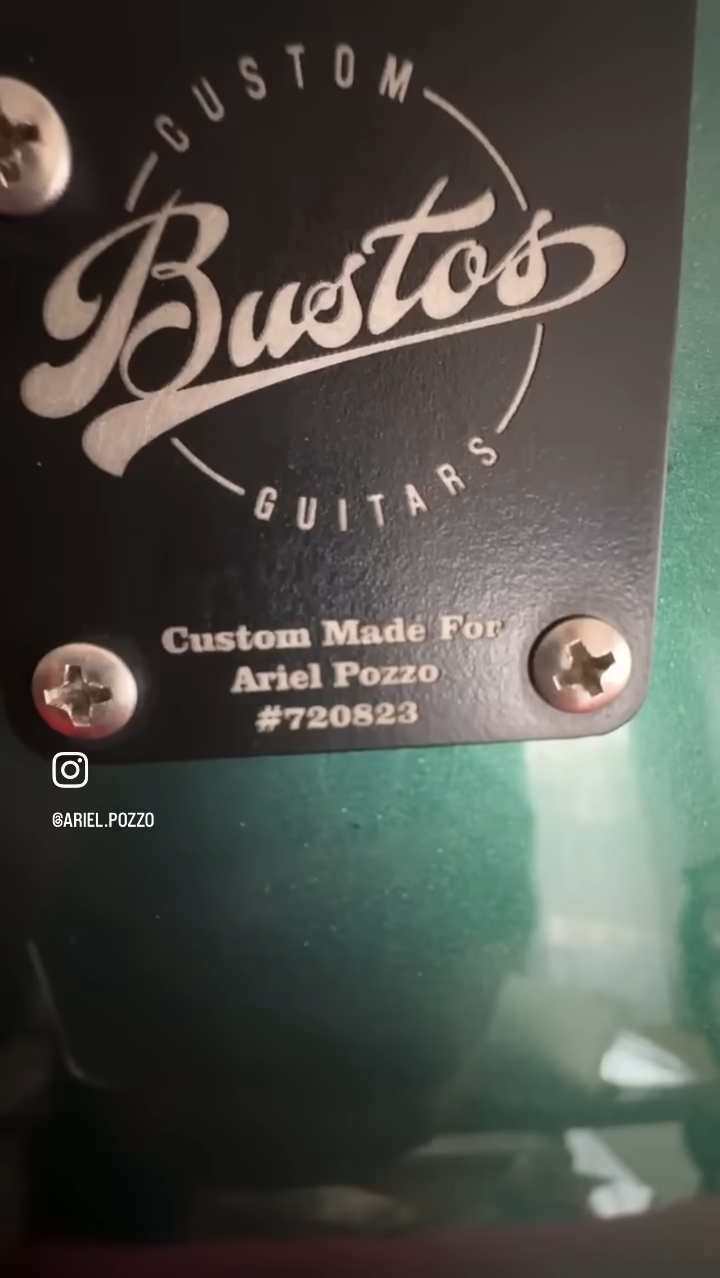 CUSTOM
Bustos
GUITARS
Custom Made For
Ariel Pozzo
#720823
@ARIEL.POZZO